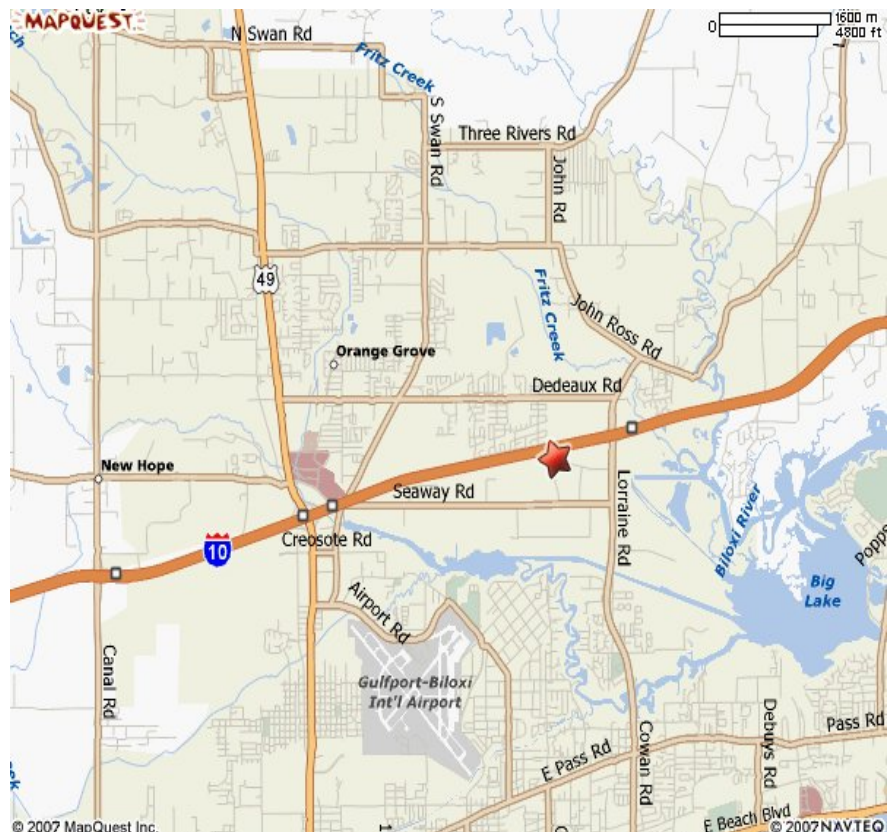 MAPQUEST.
1600 m
0
4800 ft
N Swan Rd
Fritz Creek
S Swan Rd
Three Rivers Rd
John Rd
49
Fritz Creek
John Ross Rd
Orange Grove
Dedeaux Rd
New Hope
Seaway Rd
Lorraine Rd
Biloxi River
Creosote Rd
10
Popps
Big
Lake
Airport Rd
Canal Rd
Gulfport-Biloxi
Int'l Airport
Cowan Rd
Debuys Rd
Pass Rd
E Pass Rd
E Beach Blvd
© 2007 MapQuest Inc.
© 2007 NAVTEQ